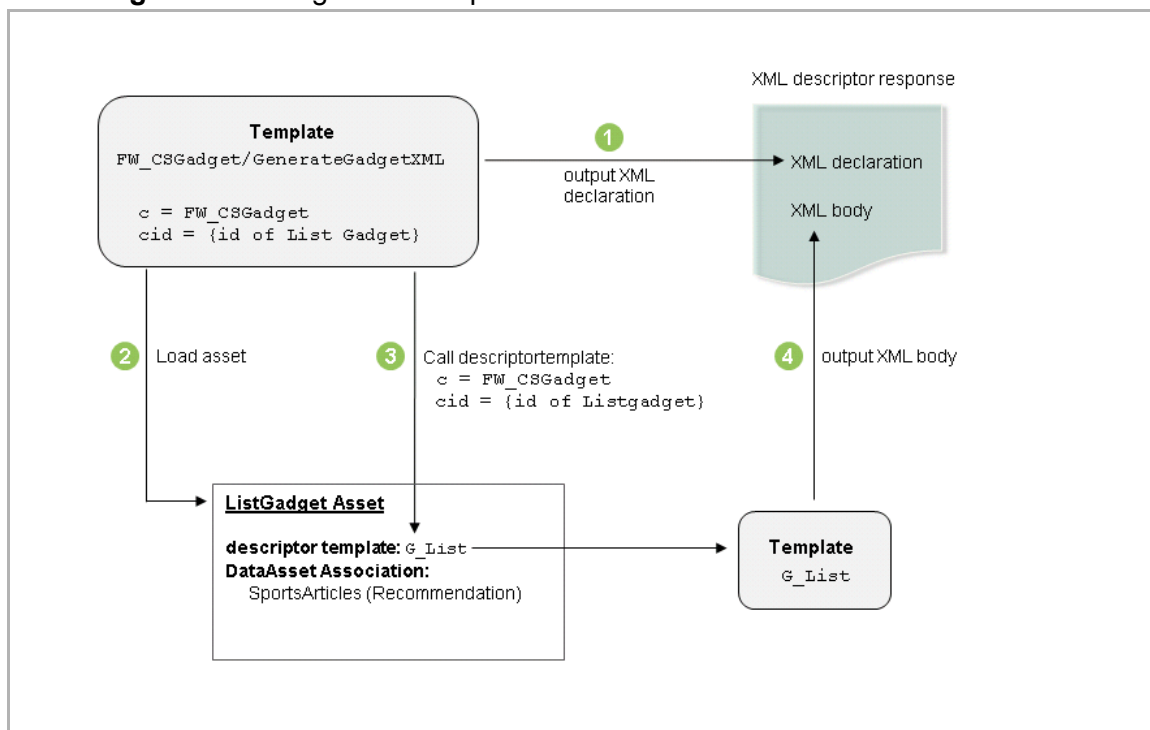 XML descriptor response
Template
FW_CSGadget/GenerateGadgetXML
c = FW_CSGadget
cid = {id of List Gadget}
1
output XML
declaration
XML declaration
XML body
2
Load asset
3
Call descriptortemplate:
c = FW_CSGadget
cid = {id of Listgadget}
4
output XML body
ListGadget Asset
descriptor template: G_List
DataAsset Association:
SportsArticles (Recommendation)
Template
G_List